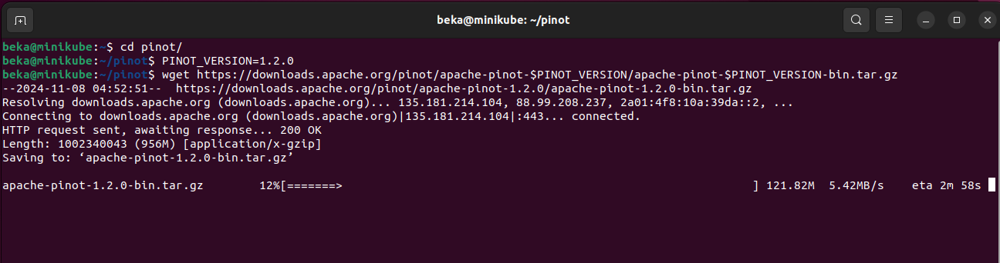 beka@minikube: ~/pinot
beka@minikube:~$ cd pinot/
beka@minikube:~/pinot$ PINOT_VERSION=1.2.0
beka@minikube:~/pinot$ wget https://downloads.apache.org/pinot/apache-pinot-$PINOT_VERSION/apache-pinot-$PINOT_VERSION-bin.tar.gz
--2024-11-08 04:52:51--  https://downloads.apache.org/pinot/apache-pinot-1.2.0/apache-pinot-1.2.0-bin.tar.gz
Resolving downloads.apache.org (downloads.apache.org)... 135.181.214.104, 88.99.208.237, 2a01:4f8:10a:39da::2, ...
Connecting to downloads.apache.org (downloads.apache.org)|135.181.214.104|:443... connected.
HTTP request sent, awaiting response... 200 OK
Length: 1002340043 (956M) [application/x-gzip]
Saving to: ‘apache-pinot-1.2.0-bin.tar.gz’
apache-pinot-1.2.0-bin.tar.gz        12%[=======>                                                           ] 121.82M  5.42MB/s    eta 2m 58s